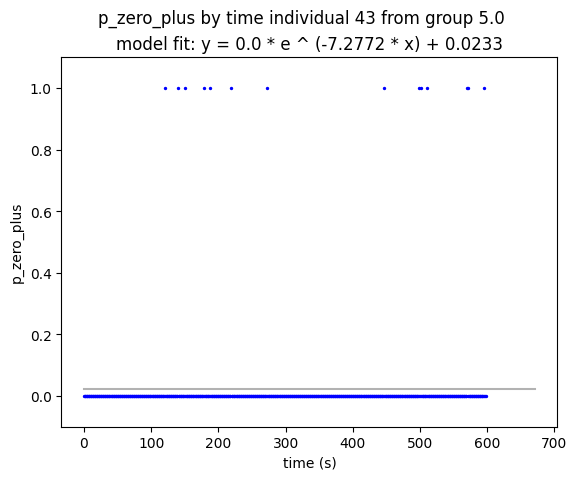 p_zero_plus by time individual 43 from group 5.0
model fit: y = 0.0 * e ^ (-7.2772 * x) + 0.0233
1.0
0.8
0.6
0.4
0.2
0.0
p_zero_plus
0 100 200 300 400 500 600 700
time (s)